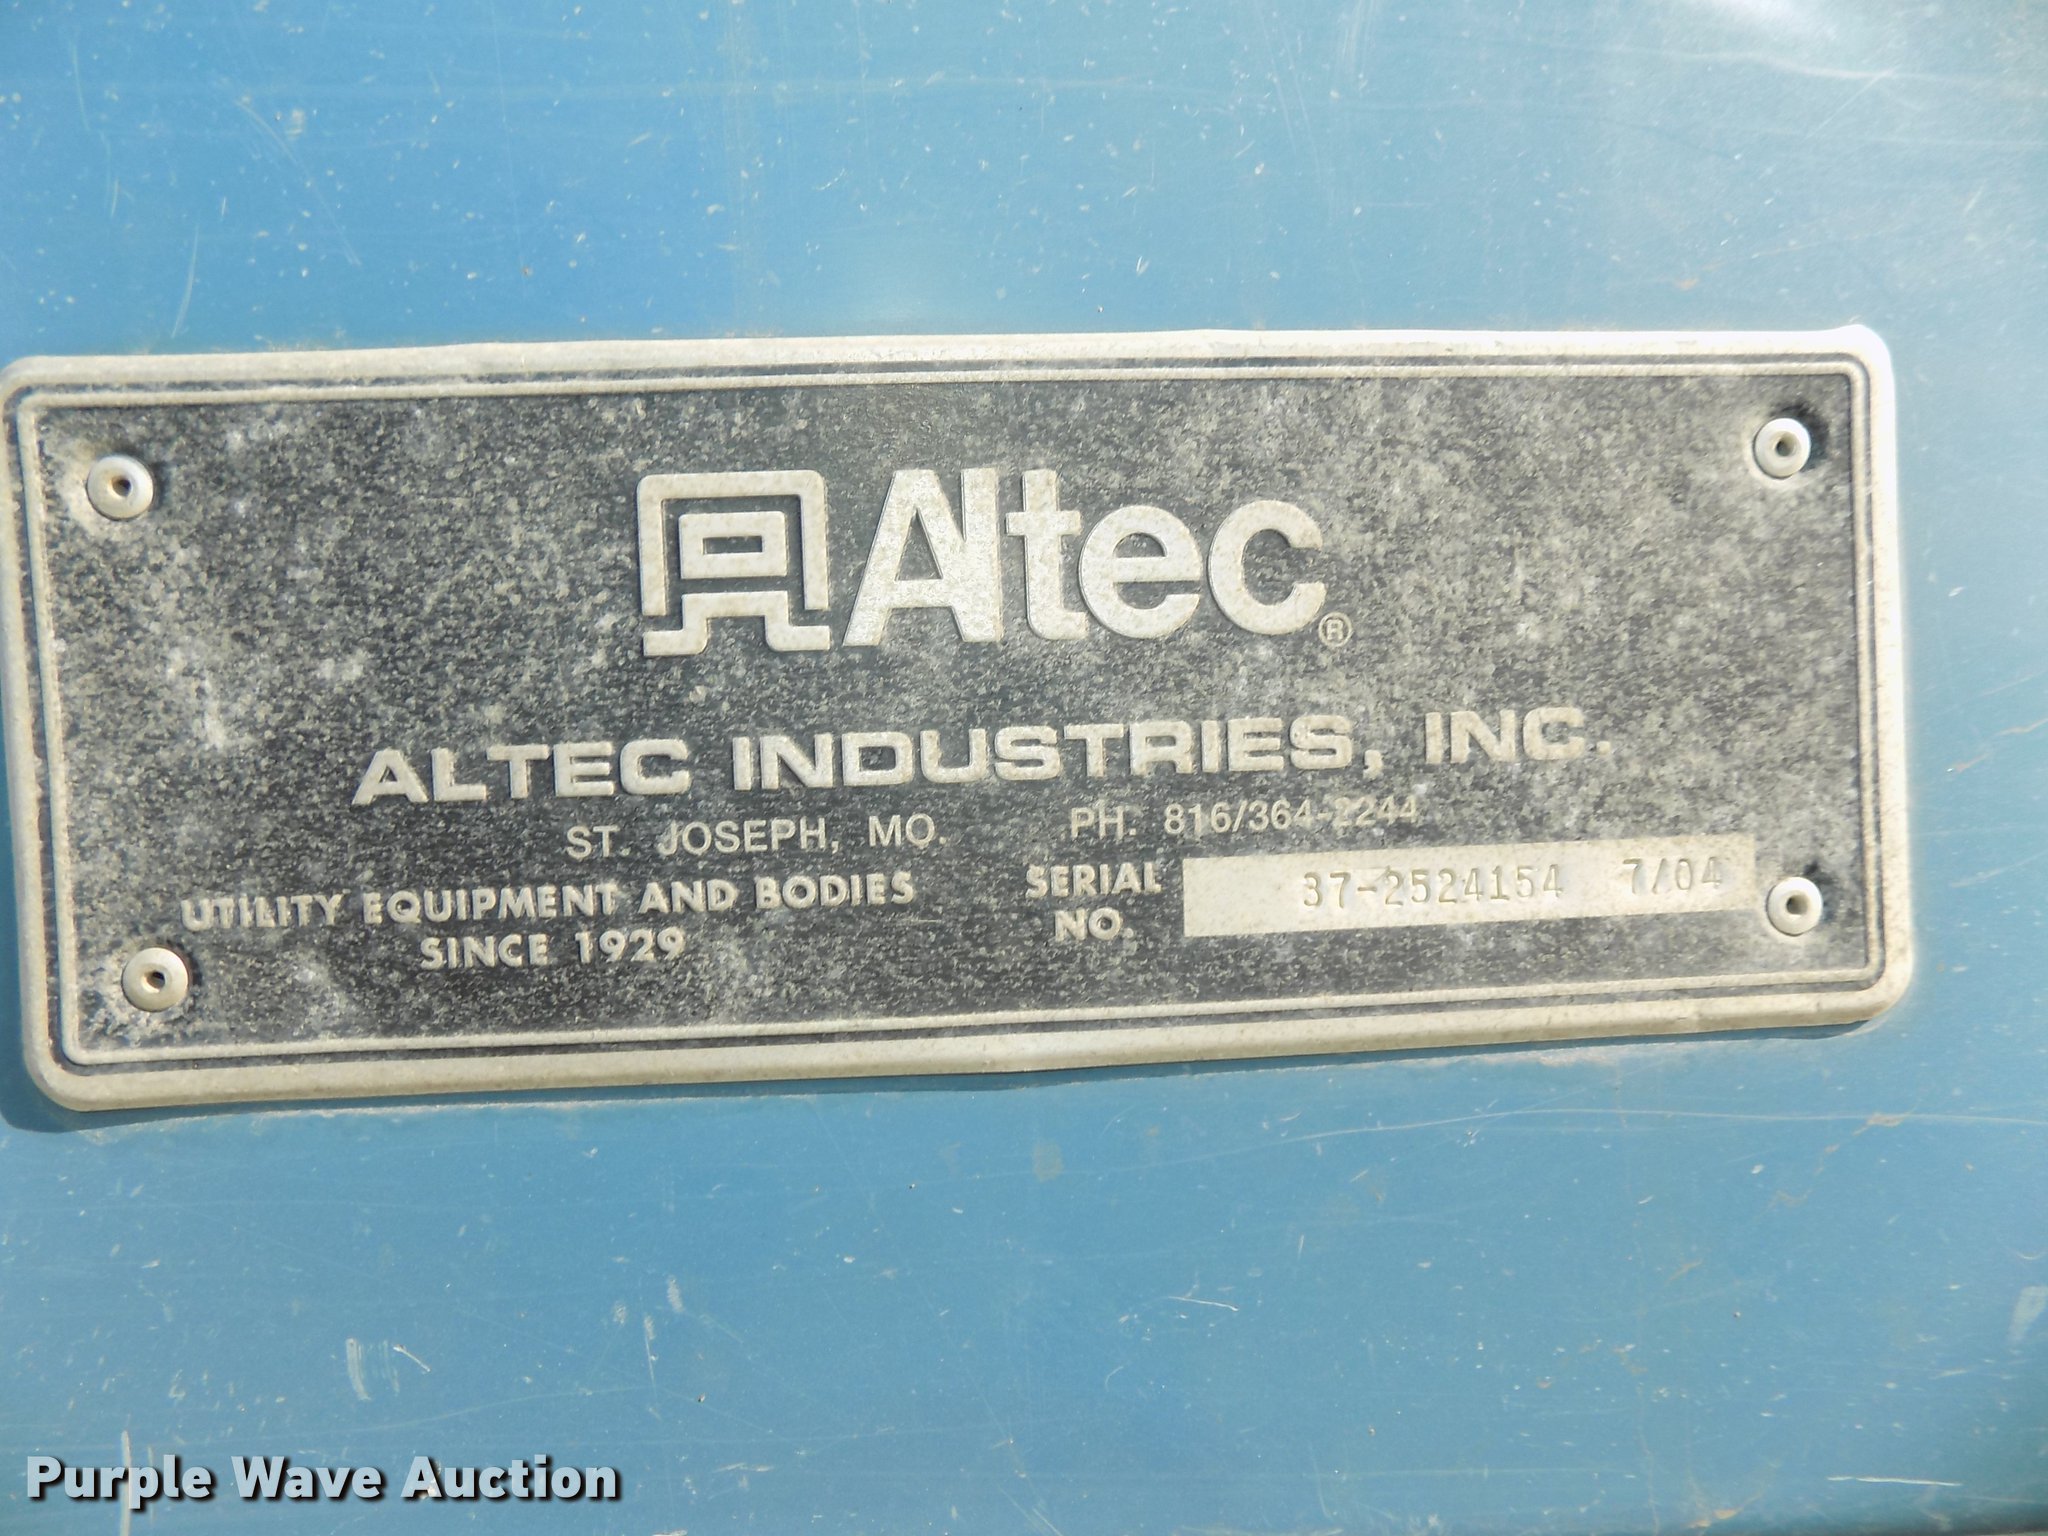 Altec®
ALTEC INDUSTRIES, INC.
ST. JOSEPH, MO. PH. 816/364-2244
UTILITY EQUIPMENT AND BODIES
SINCE 1929
SERIAL
NO.
37-2524154 7/04
Purple Wave Auction